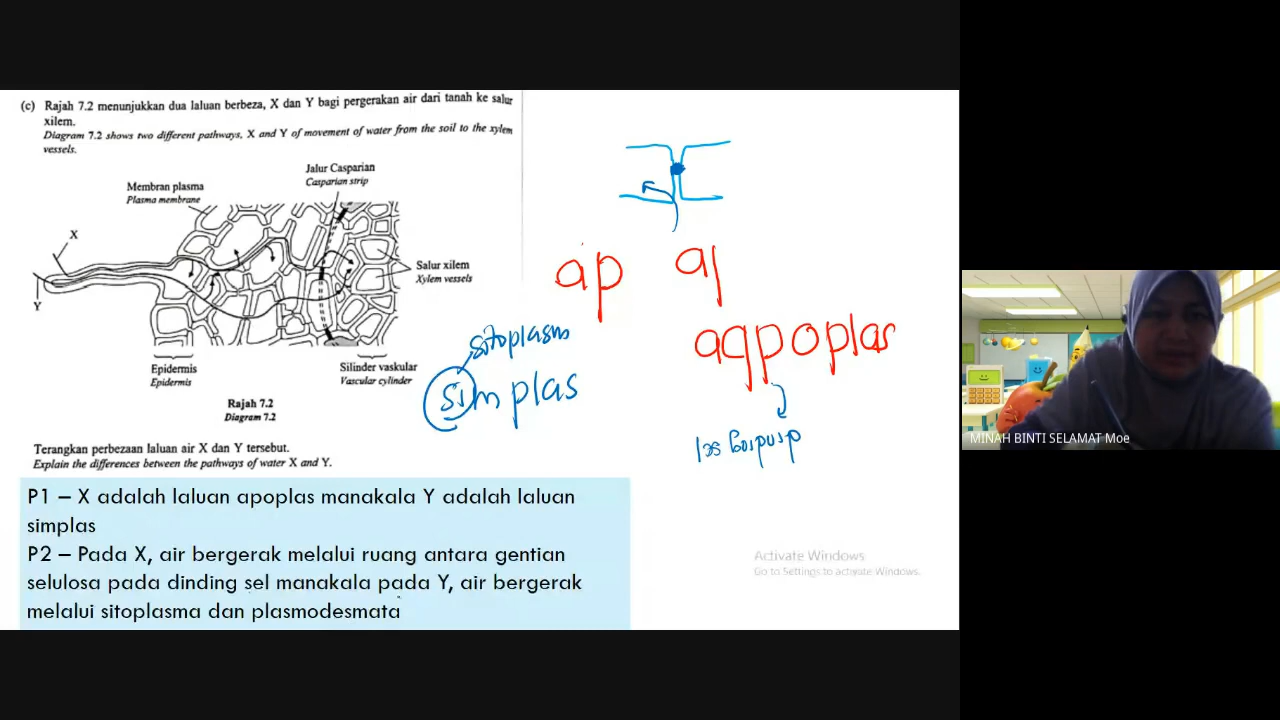 (c) Rajah 7.2 menunjukkan dua laluan berbeza, X dan Y bagi pergerakan air dari tanah ke salur
xilem.
Diagram 7.2 shows two different pathways, X and Y of movement of water from the soil to the xylem
vessels.
Jalur Casparian
Casparian strip
Membran plasma
Plasma membrane
X
Salur xilem
Xylem vessels
Y
Epidermis
Epidermis
Silinder vaskular
Vascular cylinder
Rajah 7.2
Diagram 7.2
Terangkan perbezaan laluan air X dan Y tersebut.
Explain the differences between the pathways of water X and Y.
ap
sitoplasm
simplas
P1 – X adalah laluan apoplas manakala Y adalah laluan
simplas
P2 – Pada X, air bergerak melalui ruang antara gentian
selulosa pada dinding sel manakala pada Y, air bergerak
melalui sitoplasma dan plasmodesmata
Activate Windows
Go to Settings to activate Windows.
MINAH BINTI SELAMAT Moe